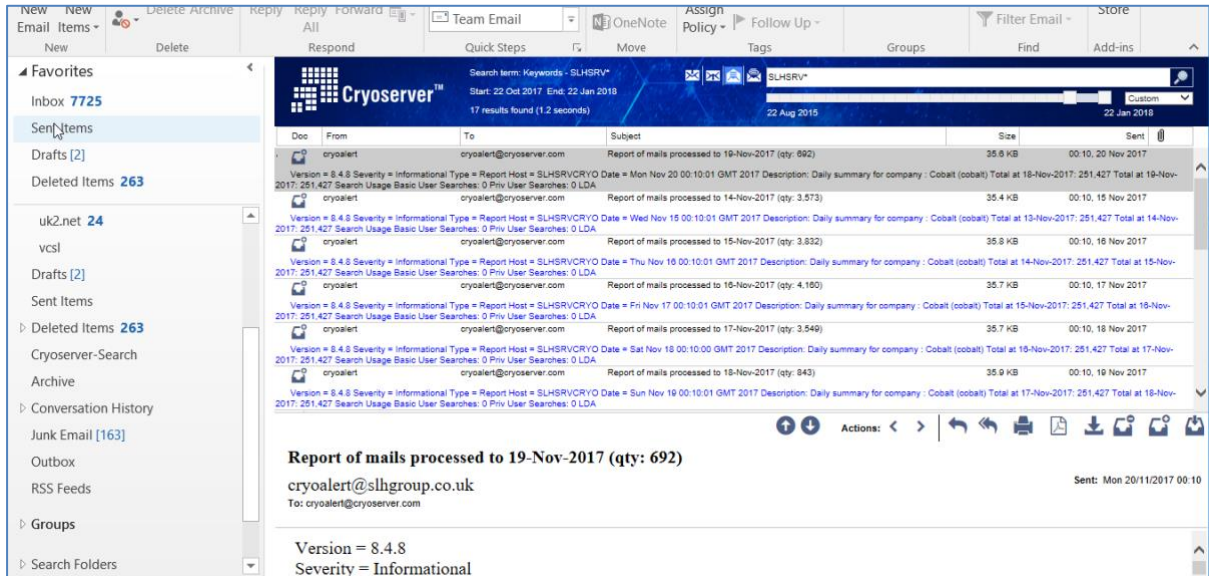 New New Delete Archive Reply Reply Forward Assign Store
Email Items All Team Email OneNote Policy Follow Up Filter Email
New Delete Respond Quick Steps Move Tags Groups Find Add-ins
Favorites
Inbox 7725
Sent Items
Drafts [2]
Deleted Items 263
uk2.net 24
vcsl
Drafts [2]
Sent Items
Deleted Items 263
Cryoserver-Search
Archive
Conversation History
Junk Email [163]
Outbox
RSS Feeds
Groups
Search Folders
Cryoserver™
Search term: Keywords - SLHSRV*
Start: 22 Oct 2017 End: 22 Jan 2018
17 results found (1.2 seconds)
SLHSRV*
Custom
22 Aug 2015 22 Jan 2018
Doc From To Subject Size Sent
cryoalert cryoalert@cryoserver.com Report of mails processed to 19-Nov-2017 (qty: 692) 35.6 KB 00:10, 20 Nov 2017
Version = 8.4.8 Severity = Informational Type = Report Host = SLHSRVCRYO Date = Mon Nov 20 00:10:01 GMT 2017 Description: Daily summary for company : Cobalt (cobalt) Total at 18-Nov-
2017: 251,427 Total at 19-Nov-2017: 251,427 Search Usage Basic User Searches: 0 Priv User Searches: 0 LDA
cryoalert cryoalert@cryoserver.com Report of mails processed to 14-Nov-2017 (qty: 3,573) 35.4 KB 00:10, 15 Nov 2017
Version = 8.4.8 Severity = Informational Type = Report Host = SLHSRVCRYO Date = Wed Nov 15 00:10:01 GMT 2017 Description: Daily summary for company : Cobalt (cobalt) Total at 13-Nov-2017: 251,427 Total at 14-Nov-
2017: 251,427 Search Usage Basic User Searches: 0 Priv User Searches: 0 LDA
cryoalert cryoalert@cryoserver.com Report of mails processed to 15-Nov-2017 (qty: 3,832) 35.8 KB 00:10, 16 Nov 2017
Version = 8.4.8 Severity = Informational Type = Report Host = SLHSRVCRYO Date = Thu Nov 16 00:10:01 GMT 2017 Description: Daily summary for company : Cobalt (cobalt) Total at 14-Nov-2017: 251,427 Total at 15-Nov-
2017: 251,427 Search Usage Basic User Searches: 0 Priv User Searches: 0 LDA
cryoalert cryoalert@cryoserver.com Report of mails processed to 16-Nov-2017 (qty: 4,160) 35.7 KB 00:10, 17 Nov 2017
Version = 8.4.8 Severity = Informational Type = Report Host = SLHSRVCRYO Date = Fri Nov 17 00:10:01 GMT 2017 Description: Daily summary for company : Cobalt (cobalt) Total at 15-Nov-2017: 251,427 Total at 16-Nov-
2017: 251,427 Search Usage Basic User Searches: 0 Priv User Searches: 0 LDA
cryoalert cryoalert@cryoserver.com Report of mails processed to 17-Nov-2017 (qty: 3,549) 35.7 KB 00:10, 18 Nov 2017
Version = 8.4.8 Severity = Informational Type = Report Host = SLHSRVCRYO Date = Sat Nov 18 00:10:00 GMT 2017 Description: Daily summary for company : Cobalt (cobalt) Total at 16-Nov-2017: 251,427 Total at 17-Nov-
2017: 251,427 Search Usage Basic User Searches: 0 Priv User Searches: 0 LDA
cryoalert cryoalert@cryoserver.com Report of mails processed to 18-Nov-2017 (qty: 843) 35.9 KB 00:10, 19 Nov 2017
Version = 8.4.8 Severity = Informational Type = Report Host = SLHSRVCRYO Date = Sun Nov 19 00:10:01 GMT 2017 Description: Daily summary for company : Cobalt (cobalt) Total at 17-Nov-2017: 251,427 Total at 18-Nov-
2017: 251,427 Search Usage Basic User Searches: 0 Priv User Searches: 0 LDA
Actions:
Report of mails processed to 19-Nov-2017 (qty: 692)
cryoalert@slhgroup.co.uk
Sent: Mon 20/11/2017 00:10
To: cryoalert@cryoserver.com
Version = 8.4.8
Severity = Informational